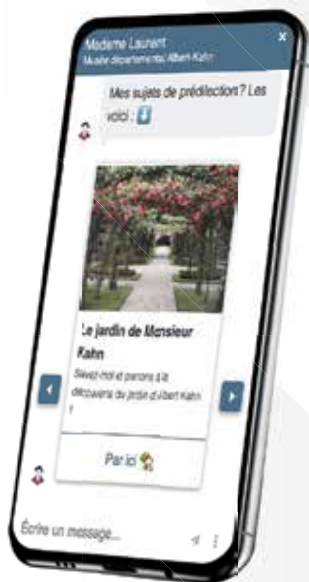 Madame Laurent
Musée départemental Albert-Kahn
x
Mes sujets de prédilection ? Les
voici : ⬇️
Le jardin de Monsieur
Kahn
Suivez-moi et partons à la
découverte du jardin d'Albert Kahn
!
Par ici
Écrire un message...